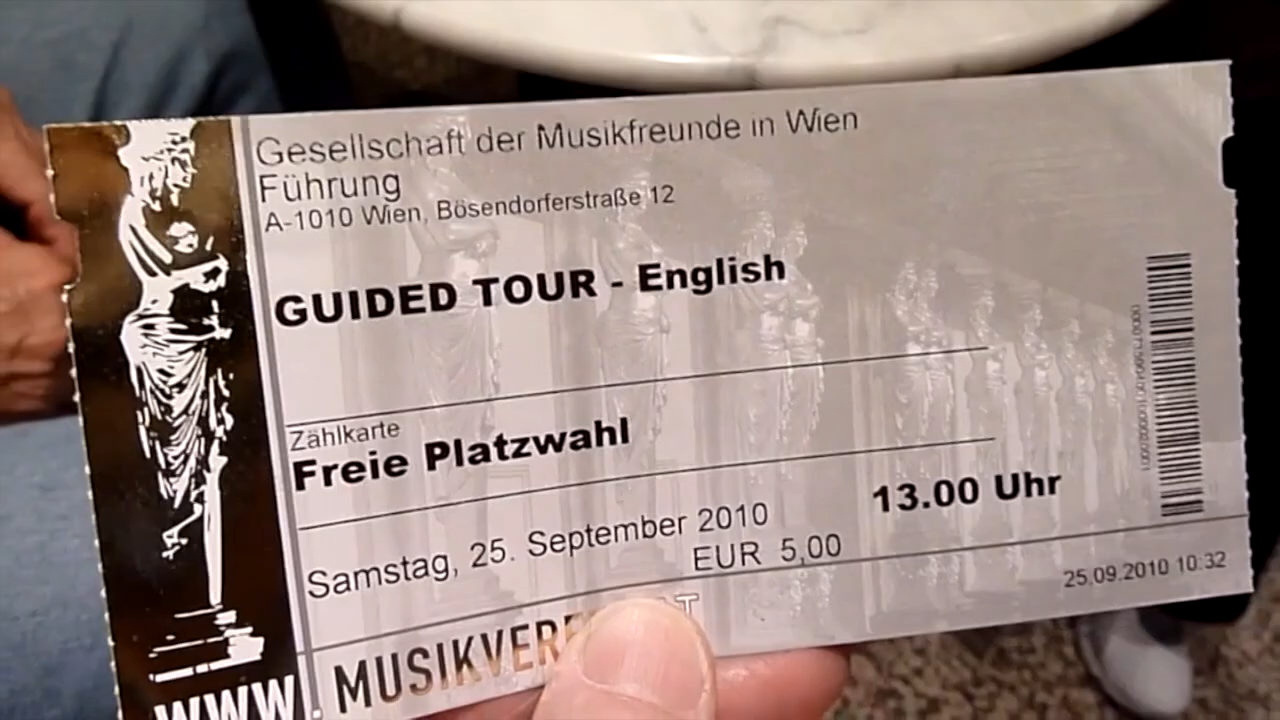 Gesellschaft der Musikfreunde in Wien
Führung
A-1010 Wien, Bösendorferstraße 12
GUIDED TOUR - English
Zählkarte
Freie Platzwahl
Samstag, 25. September 2010
13.00 Uhr
EUR 5,00
25.09.2010 10:32
WWW.